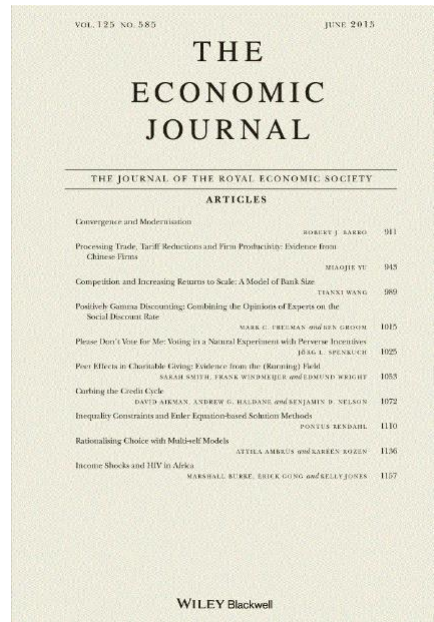 VOL. 125 NO. 585
JUNE 2015
THE
ECONOMIC
JOURNAL
THE JOURNAL OF THE ROYAL ECONOMIC SOCIETY
ARTICLES
Convergence and Modernisation
ROBERT J. BARRO 911
Processing Trade, Tariff Reductions and Firm Productivity: Evidence from
Chinese Firms
MIAOJIE YU 943
Competition and Increasing Returns to Scale: A Model of Bank Size
TIANXI WANG 989
Positively Gamma Discounting: Combining the Opinions of Experts on the
Social Discount Rate
MARK C. FREEMAN and BEN GROOM 1015
Please Don't Vote for Me: Voting in a Natural Experiment with Perverse Incentives
JÖRG L. SPENKUCH 1025
Peer Effects in Charitable Giving: Evidence from the (Running) Field
SARAH SMITH, FRANK WINDMEIJER and EDMUND WRIGHT 1053
Curbing the Credit Cycle
DAVID AIKMAN, ANDREW G. HALDANE and BENJAMIN D. NELSON 1072
Inequality Constraints and Euler Equation-based Solution Methods
PONTUS RENDAHL 1110
Rationalising Choice with Multi-self Models
ATTILA AMBRUS and KAREEN ROZEN 1136
Income Shocks and HIV in Africa
MARSHALL BURKE, ERICK GONG and KELLY JONES 1157
WILEY Blackwell